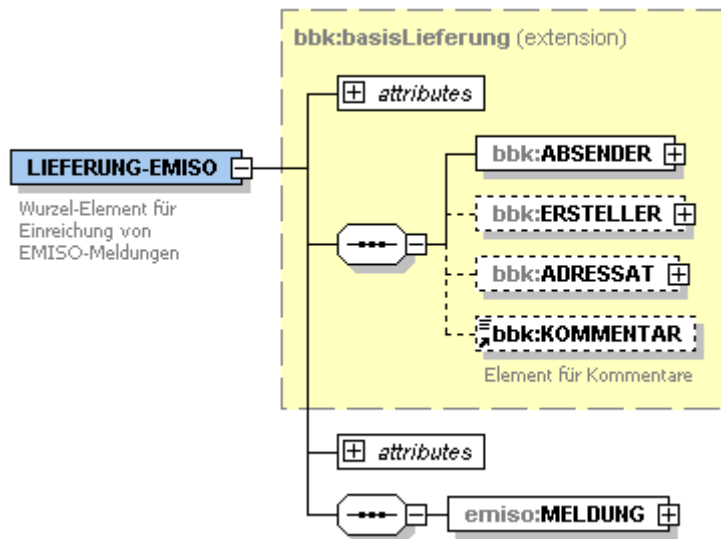 bbk:basisLieferung (extension)
attributes
LIEFERUNG-EMISO
Wurzel-Element für
Einreichung von
EMISO-Meldungen
bbk:ABSENDER
bbk:ERSTELLER
bbk:ADRESSAT
bbk:KOMMENTAR
Element für Kommentare
attributes
emiso:MELDUNG